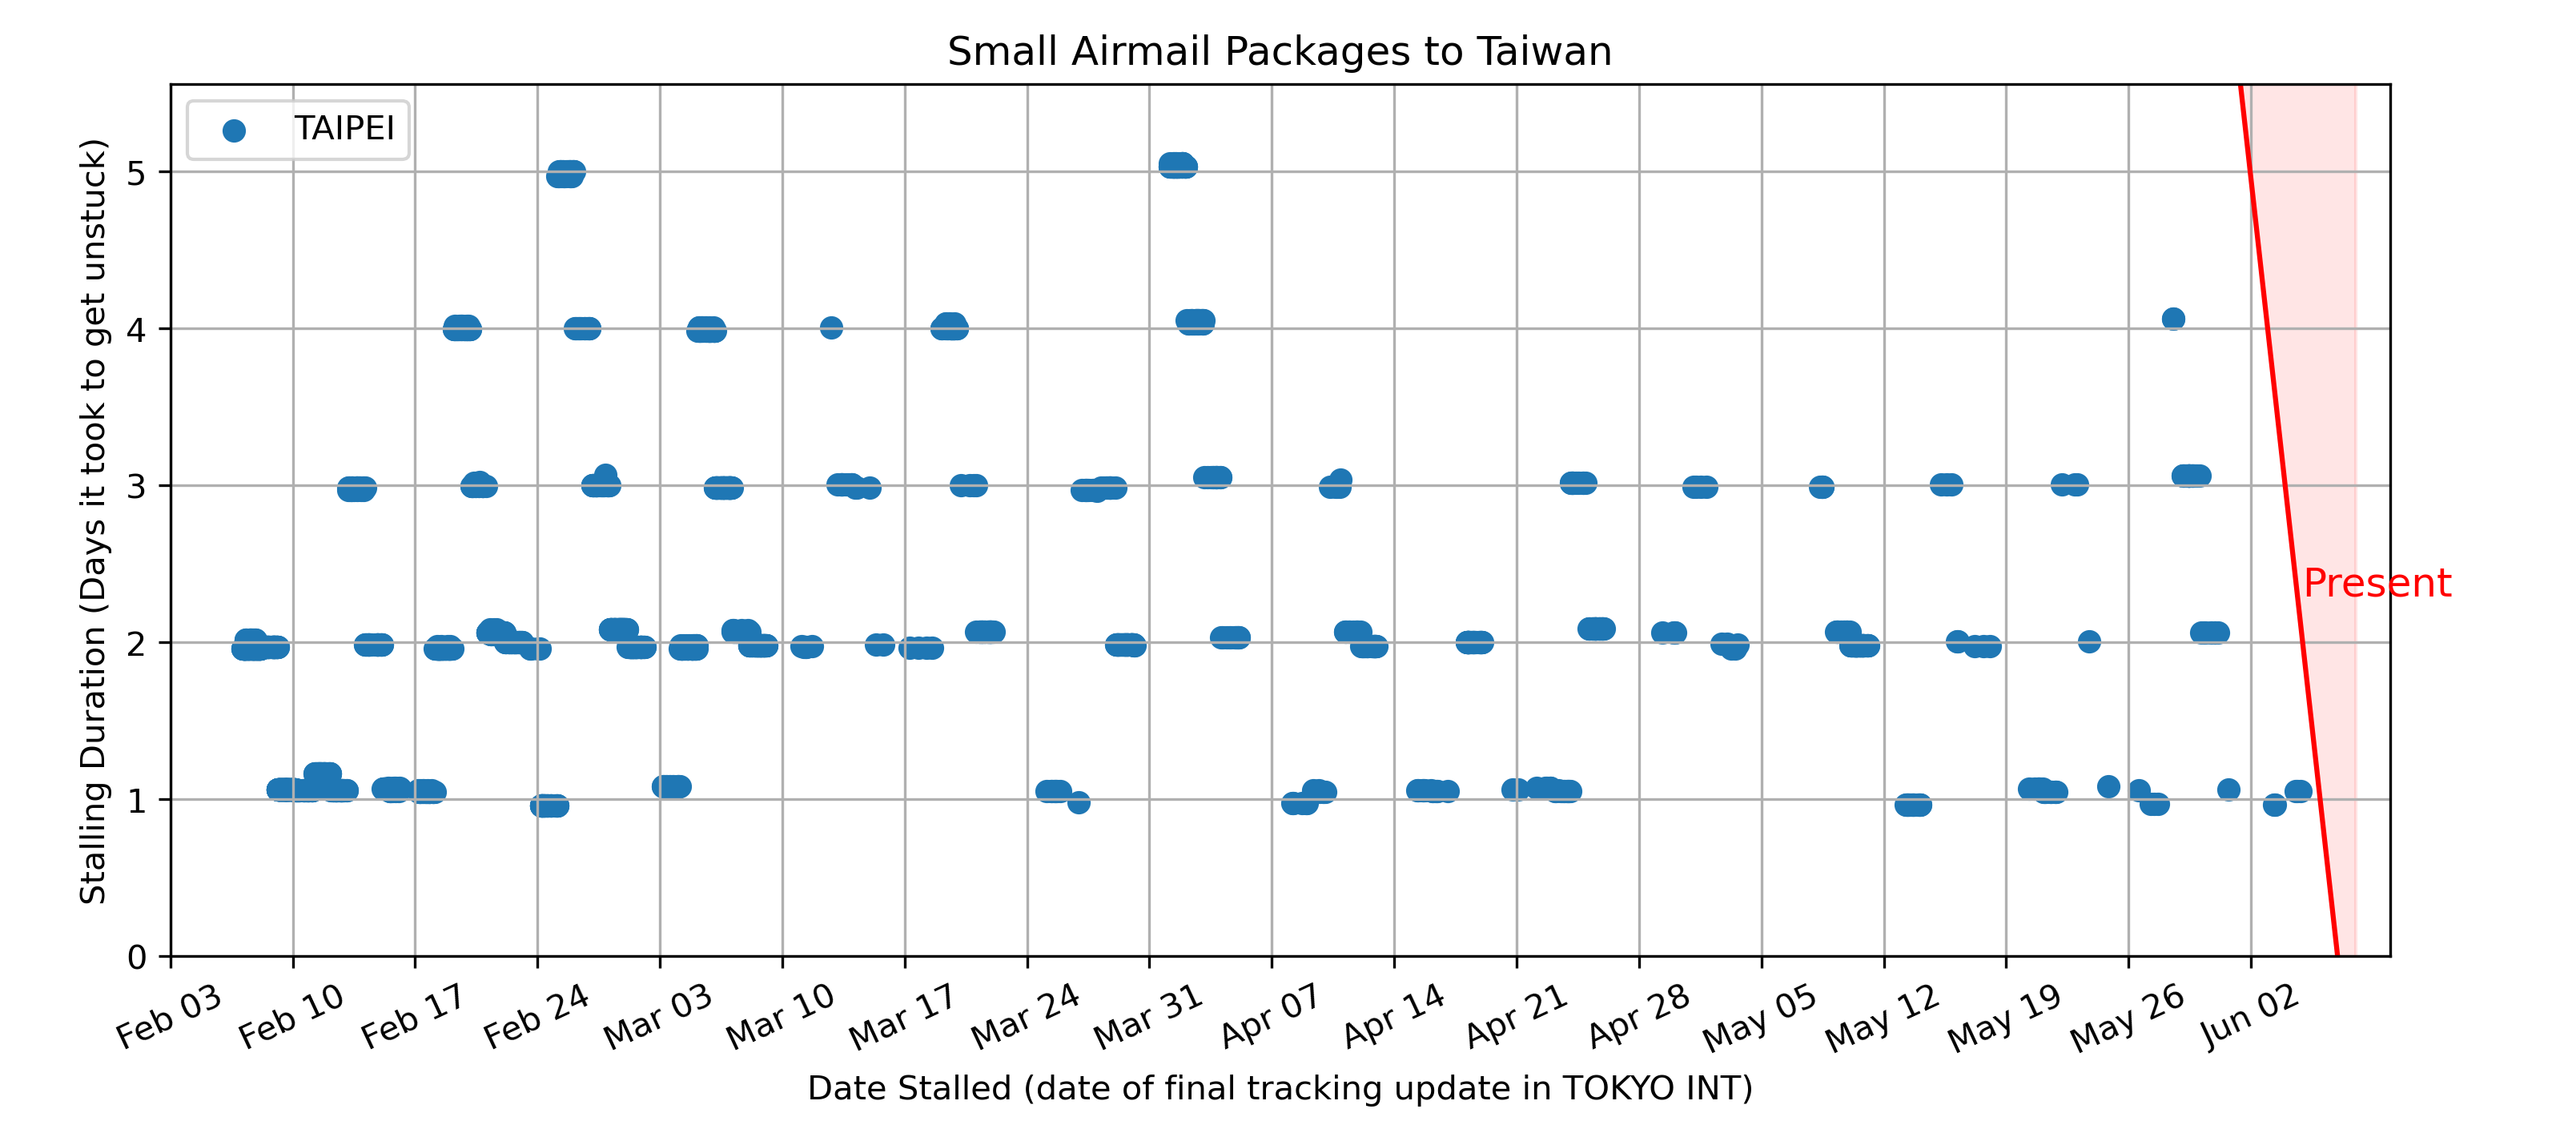 Small Airmail Packages to Taiwan
TAIPEI
Stalling Duration (Days it took to get unstuck)
5
4
3
2
1
0
Present
Feb 03
Feb 10
Feb 17
Feb 24
Mar 03
Mar 10
Mar 17
Mar 24
Mar 31
Apr 07
Apr 14
Apr 21
Apr 28
May 05
May 12
May 19
May 26
Jun 02
Date Stalled (date of final tracking update in TOKYO INT)